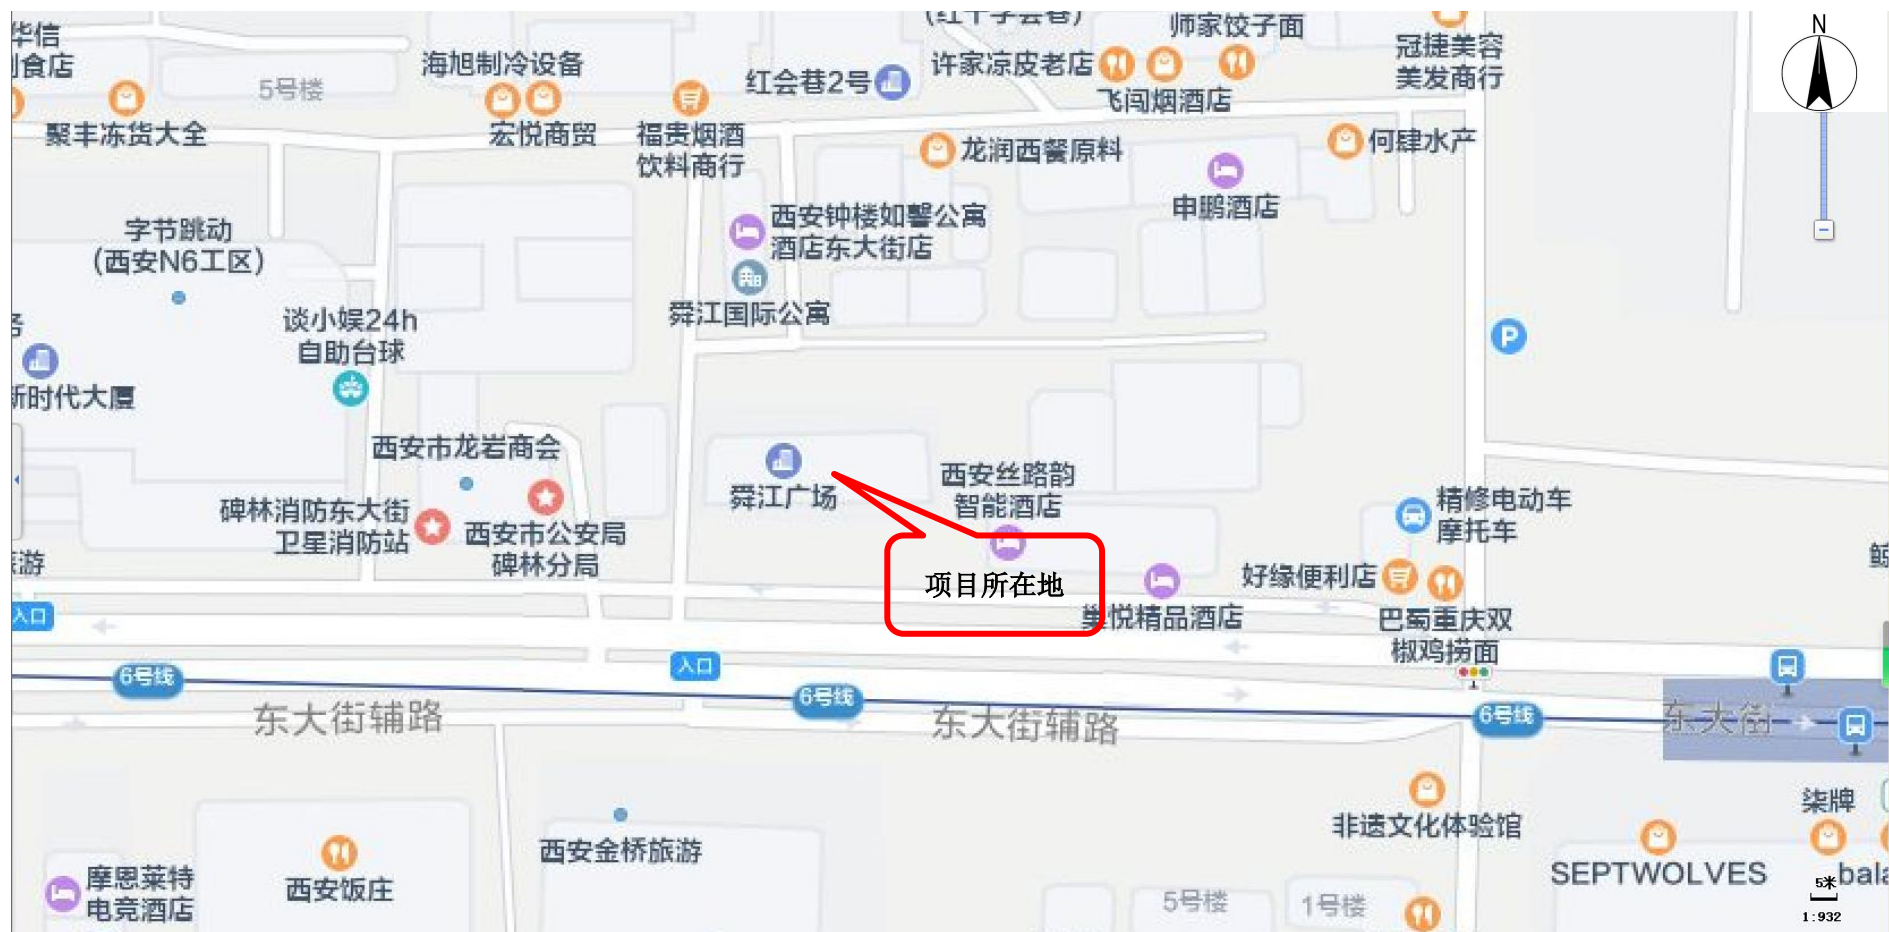 华信
聚丰冻货大全
5号楼
海旭制冷设备
宏悦商贸
福贵烟酒
饮料商行
红会巷2号
许家凉皮老店
师家饺子面
飞闯烟酒店
冠捷美容
美发商行
N
龙润西餐原料
何肆水产
申鹏酒店
西安钟楼如馨公寓
酒店东大街店
舜江国际公寓
字节跳动
(西安N6工区)
谈小娱24h
自助台球
新时代大厦
P
西安市龙岩商会
碑林消防东大街
卫星消防站
西安市公安局
碑林分局
舜江广场
西安丝路韵
智能酒店
项目所在地
精修电动车
摩托车
好缘便利店
巢悦精品酒店
巴蜀重庆双
椒鸡捞面
游
入口
入口
6号线
6号线
6号线
东大街辅路
东大街辅路
东大街
西安金桥旅游
西安饭庄
摩恩莱特
电竞酒店
非遗文化体验馆
柒牌
SEPTWOLVES
bala
5号楼
1号楼
5米
1:932